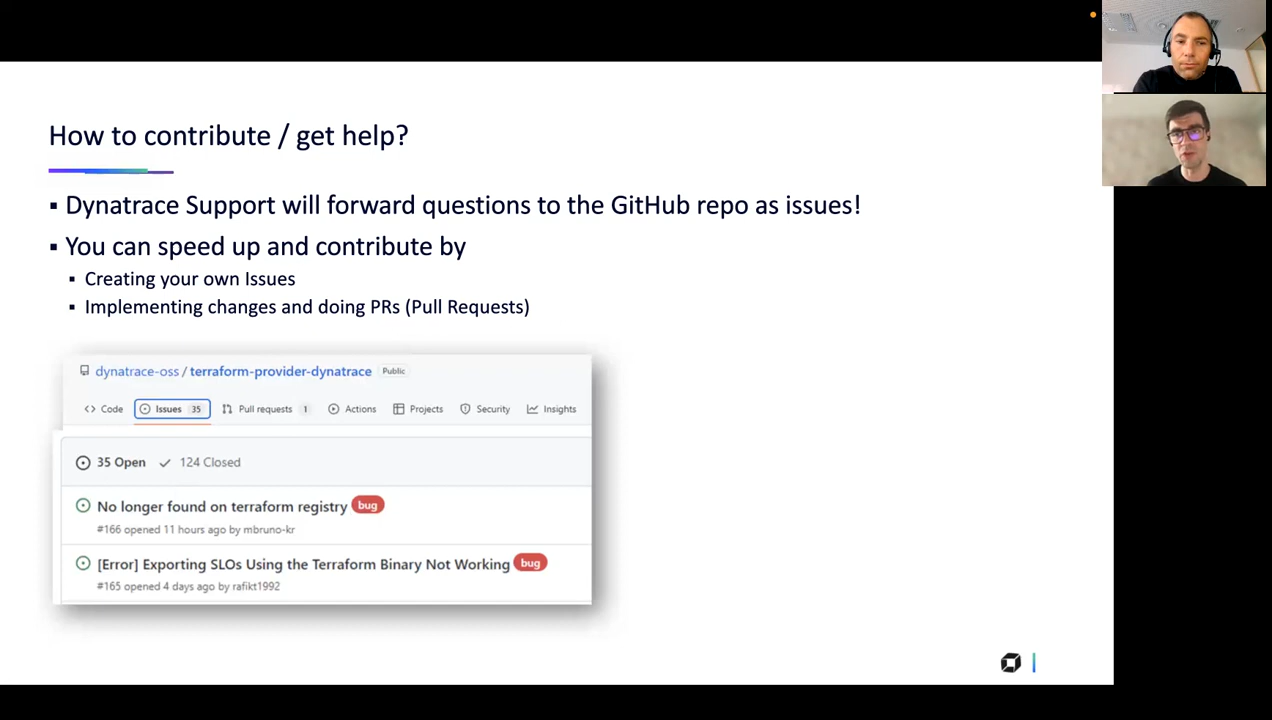 How to contribute / get help?
▪ Dynatrace Support will forward questions to the GitHub repo as issues!
▪ You can speed up and contribute by
▪ Creating your own Issues
▪ Implementing changes and doing PRs (Pull Requests)
dynatrace-oss / terraform-provider-dynatrace Public
Code Issues 35 Pull requests 1 Actions Projects Security Insights
35 Open 124 Closed
No longer found on terraform registry bug
#166 opened 11 hours ago by mbruno-kr
[Error] Exporting SLOs Using the Terraform Binary Not Working bug
#165 opened 4 days ago by rafikt1992